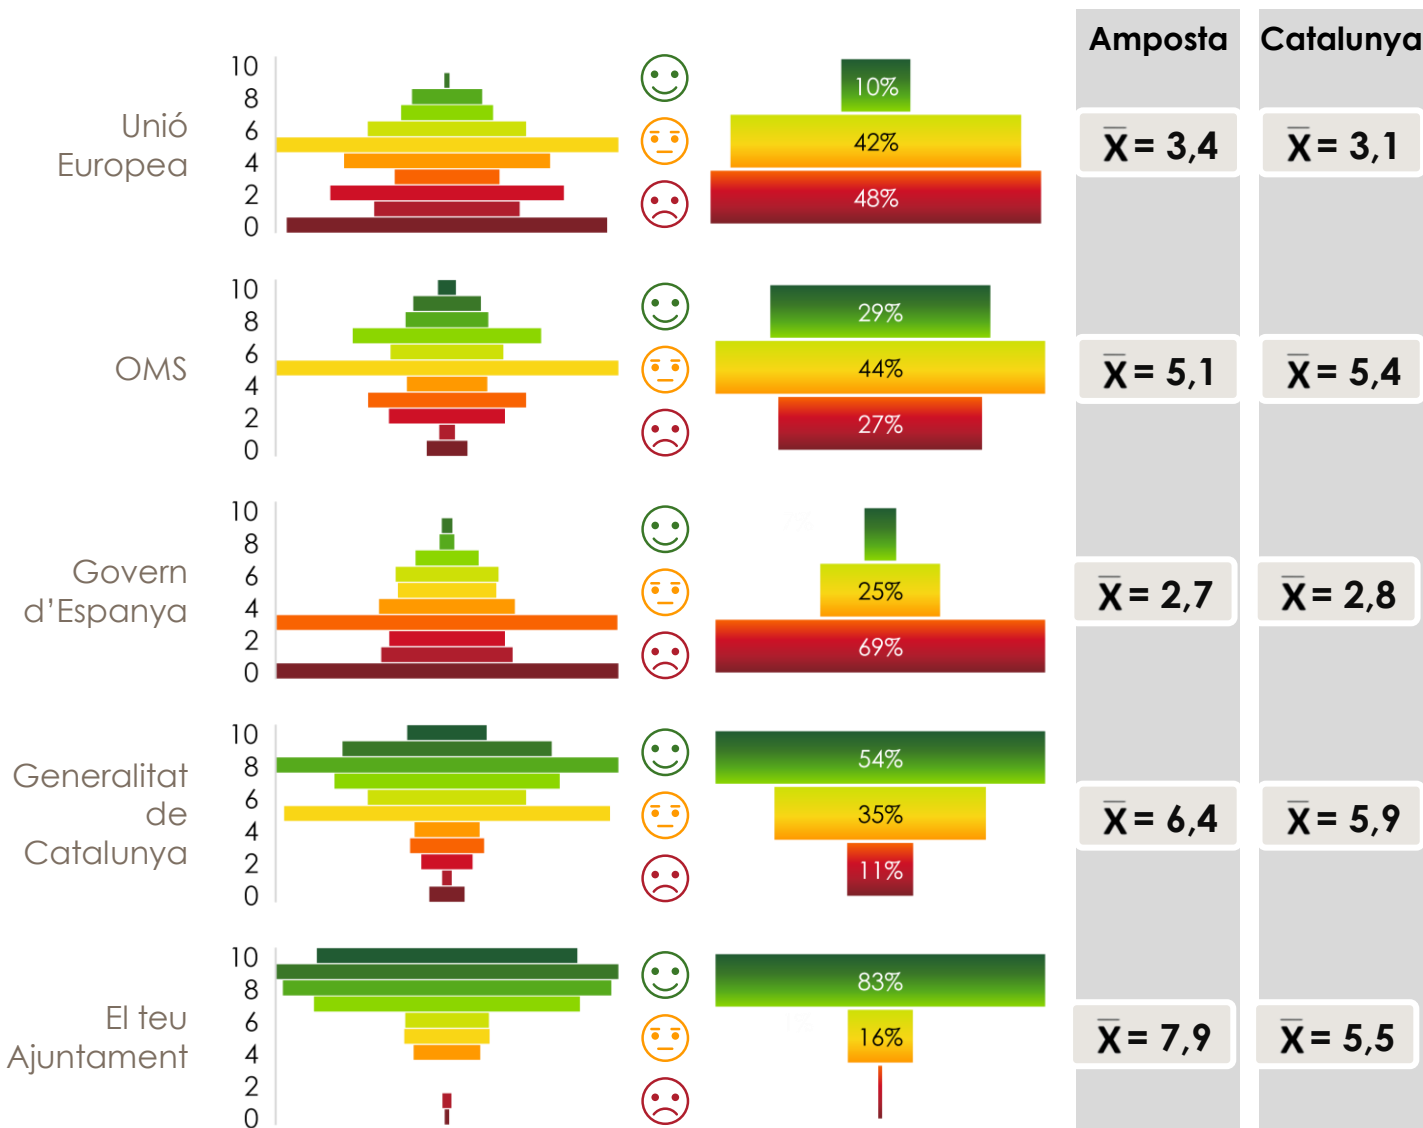 Amposta
Catalunya
Unió
Europea
10
8
6
4
2
0
10%
42%
48%
X = 3,4
X = 3,1
OMS
10
8
6
4
2
0
29%
44%
27%
X = 5,1
X = 5,4
Govern
d’Espanya
10
8
6
4
2
0
25%
69%
X = 2,7
X = 2,8
Generalitat
de
Catalunya
10
8
6
4
2
0
54%
35%
11%
X = 6,4
X = 5,9
El teu
Ajuntament
10
8
6
4
2
0
83%
16%
X = 7,9
X = 5,5